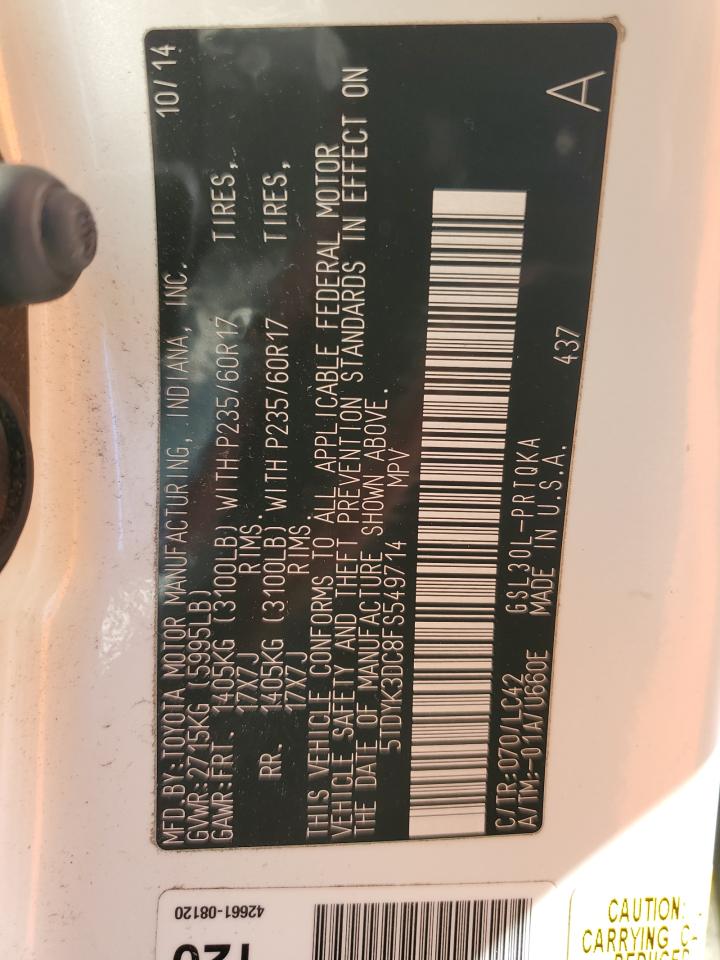 MFD.BY:TOYOTA MOTOR MANUFACTURING, INDIANA, INC. 10/14
GVWR:2715KG (5995LB)
GAWR:FRT. 1405KG (3100LB) WITH P235/60R17 TIRES,
17X7J RIMS.
RR. 1405KG (3100LB) WITH P235/60R17 TIRES,
17X7J RIMS
THIS VEHICLE CONFORMS TO ALL APPLICABLE FEDERAL MOTOR
VEHICLE SAFETY AND THEFT PREVENTION STANDARDS IN EFFECT ON
THE DATE OF MANUFACTURE SHOWN ABOVE.
5TDYK3DC8FS549714 MPV
C/TR:070/LC42 GSL30L-PRTQKA
A/TM:-01A/U660E MADE IN U.S.A. 437 A
42661-08120
CAUTION:
CARRYING C-
REDUCED